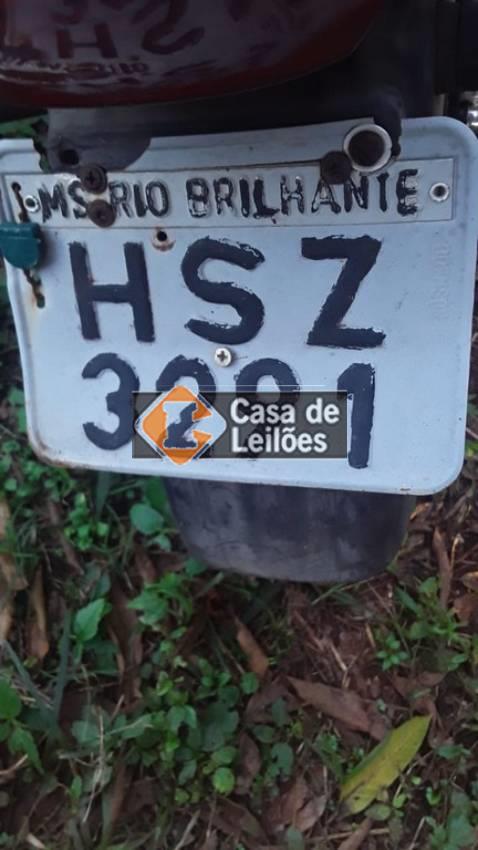 MS RIO BRILHANTE
HSZ
Casa de
Leilões